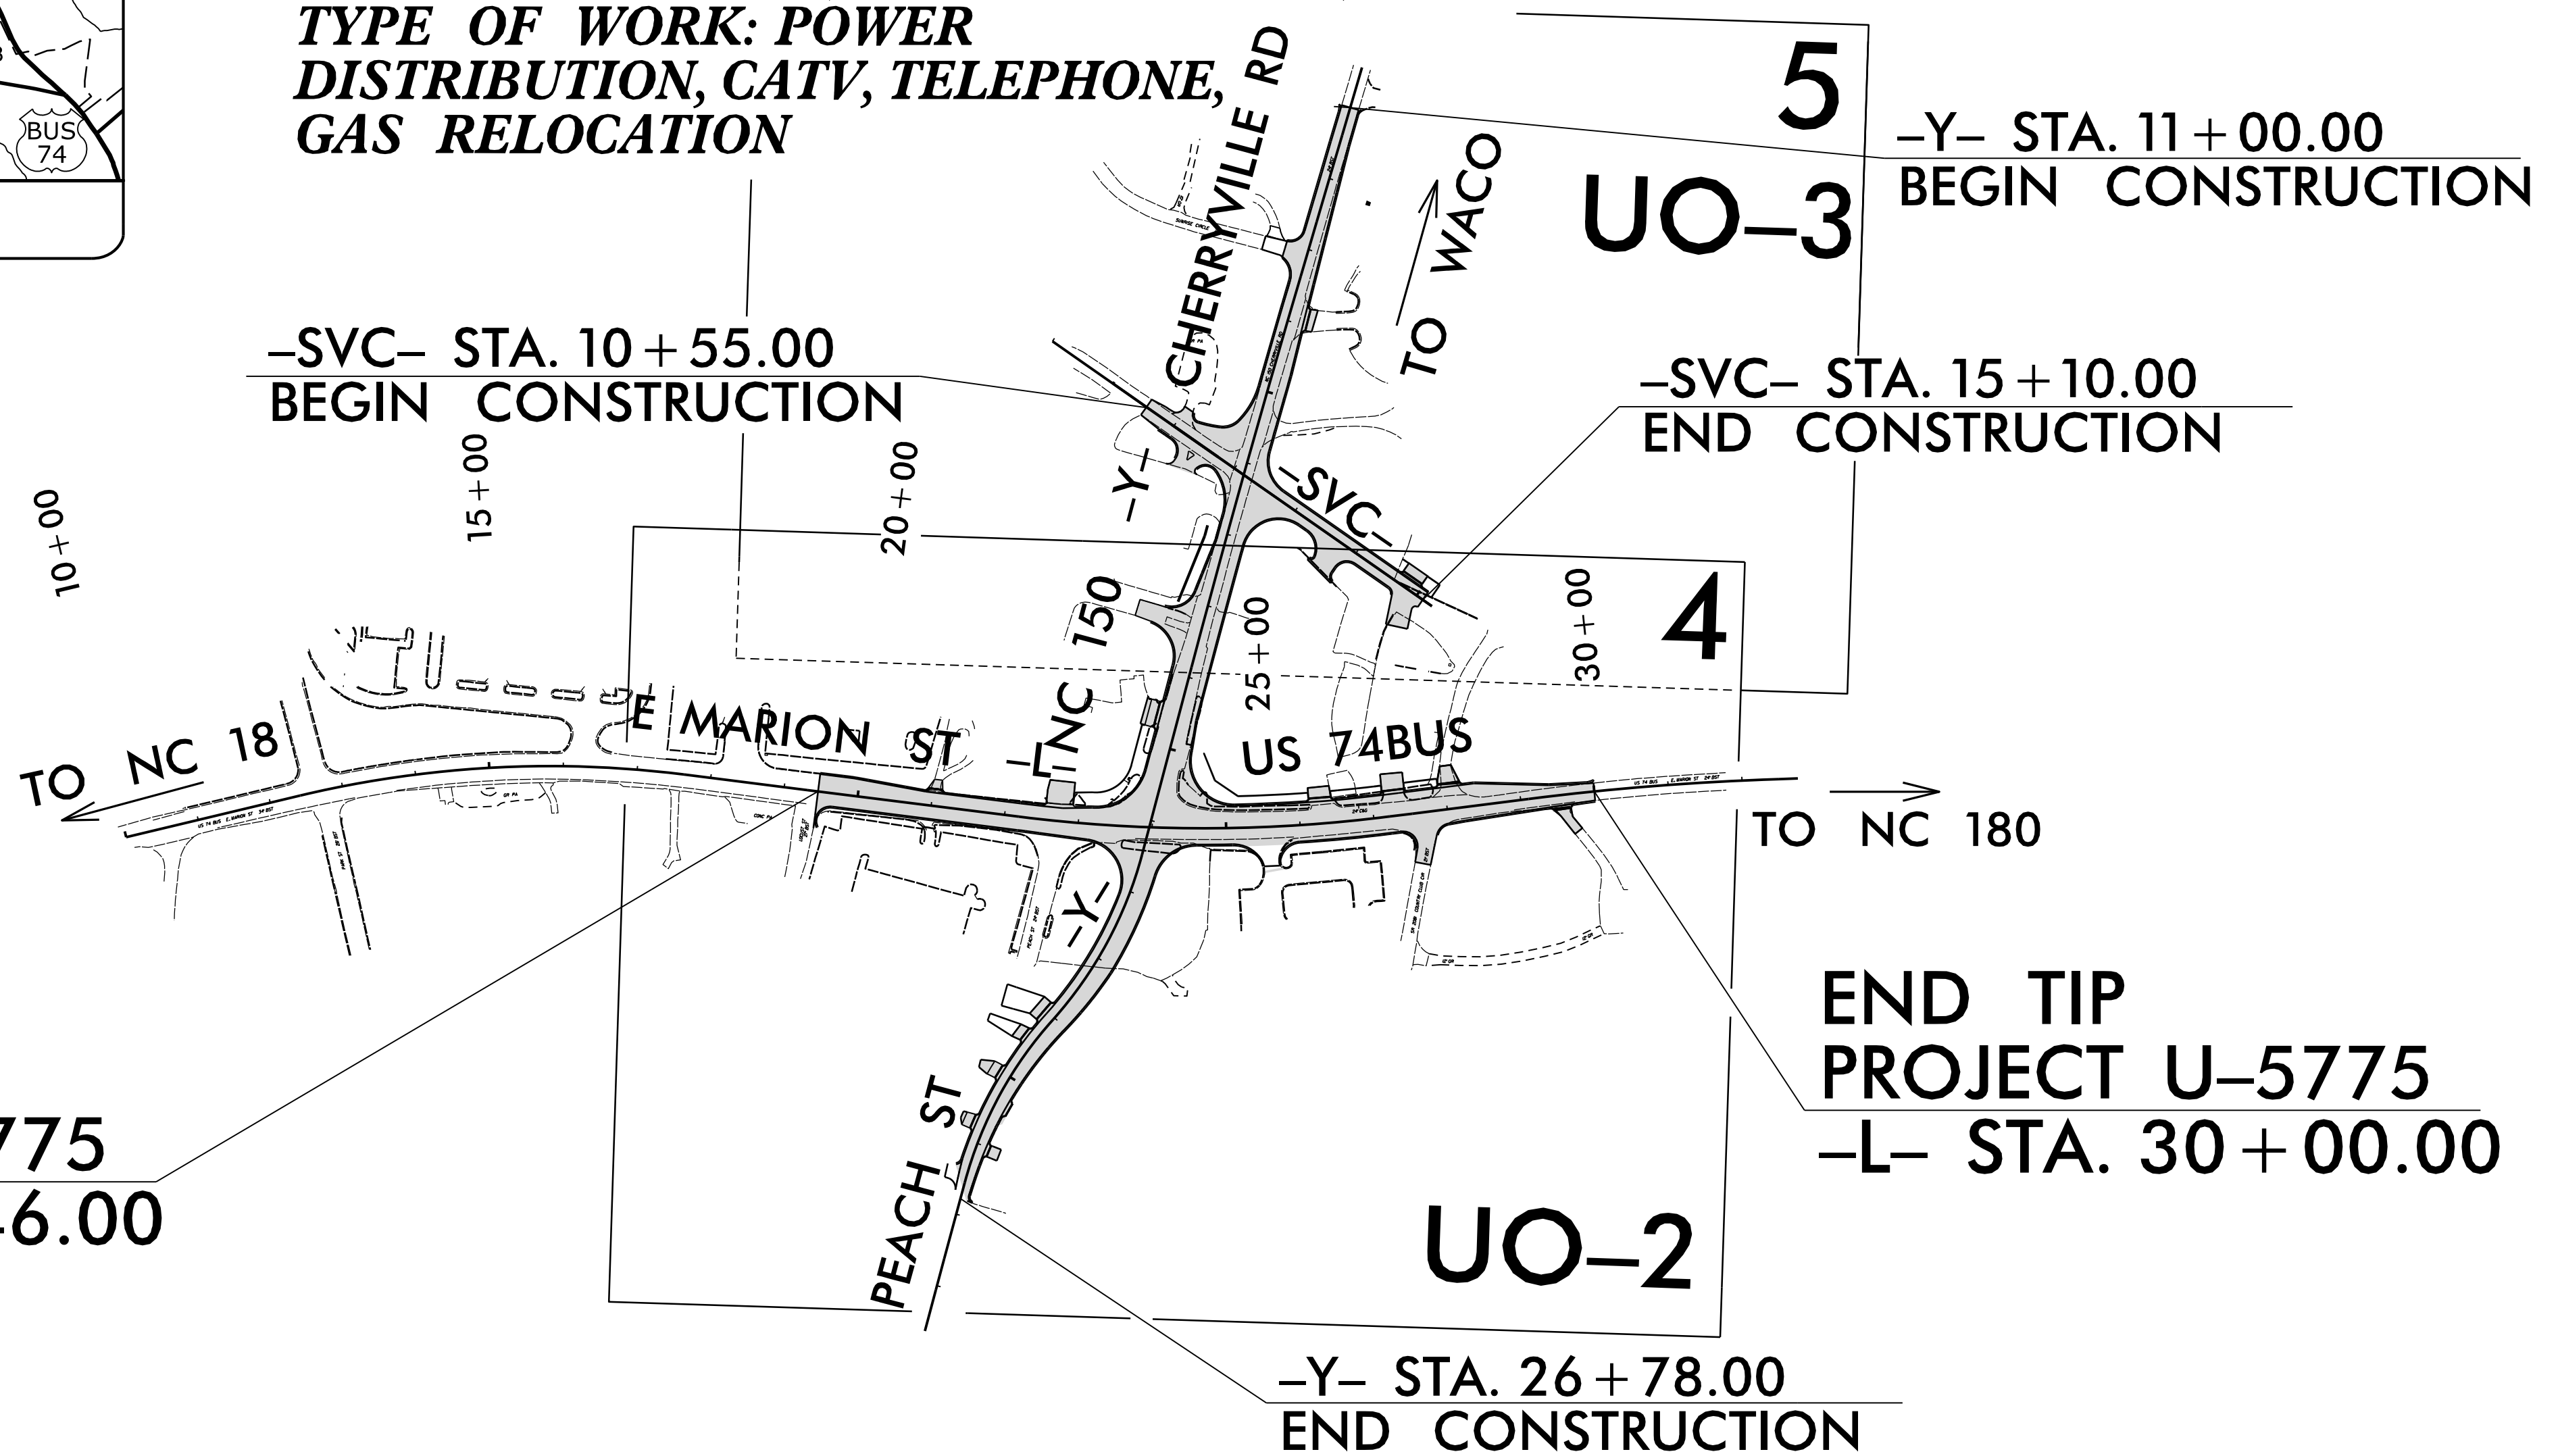 TYPE OF WORK: POWER
DISTRIBUTION, CATV, TELEPHONE,
GAS RELOCATION
BUS
74
5
UO–3
–Y– STA. 11+00.00
BEGIN CONSTRUCTION
CHERRYVILLE RD
TO WACO
–SVC– STA. 10+55.00
BEGIN CONSTRUCTION
–SVC– STA. 15+10.00
END CONSTRUCTION
10+00
15+00
20+00
–Y–
–SVC–
NC 150
25+00
30+00
4
TO NC 18
E MARION ST
–L–
US 74BUS
TO NC 180
SUNRISE CIRCLE
–Y–
PEACH ST
END TIP
PROJECT U–5775
–L– STA. 30+00.00
775
6.00
UO–2
–Y– STA. 26+78.00
END CONSTRUCTION